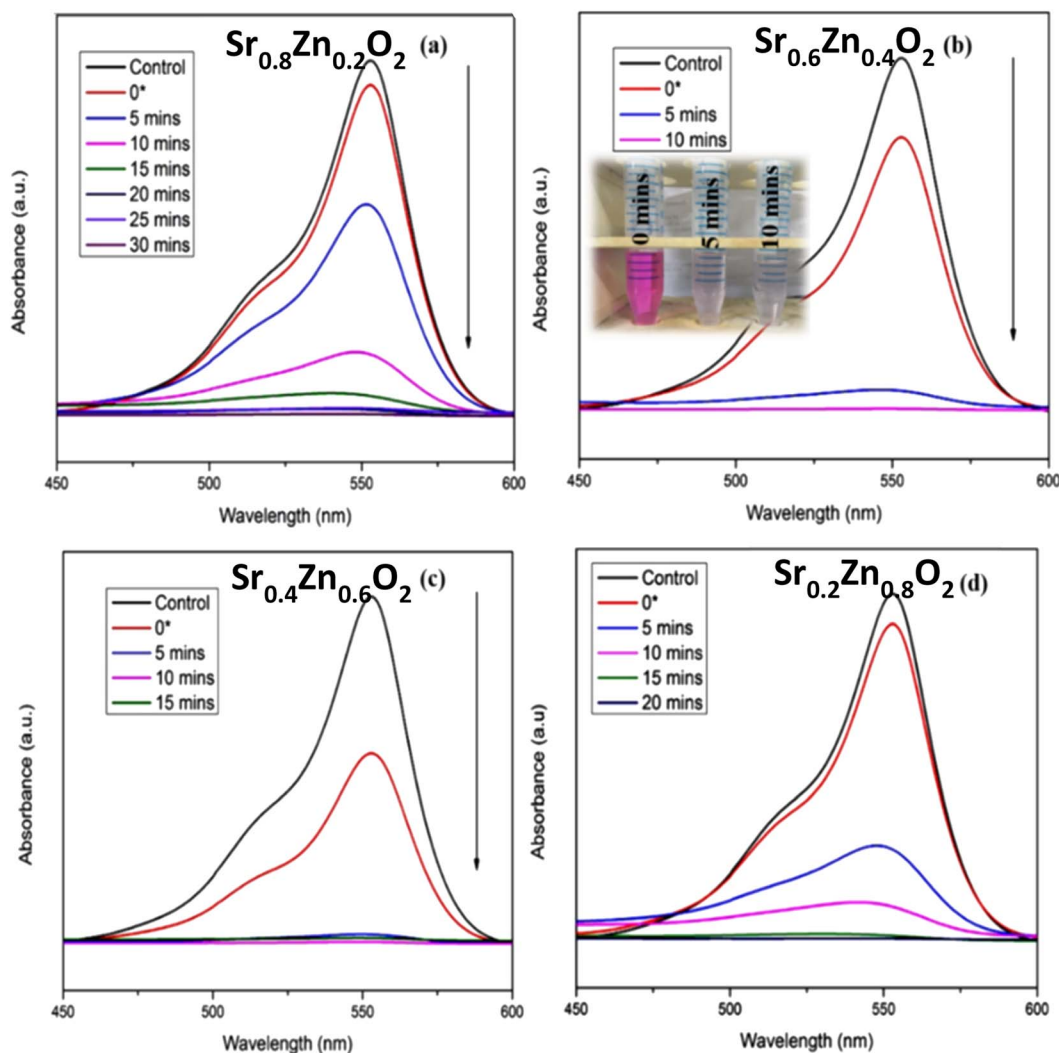 Sr0.8Zn0.2O2 (a)
Control
0*
5 mins
10 mins
15 mins
20 mins
25 mins
30 mins
Absorbance (a.u.)
450 500 550 600
Wavelength (nm)
Sr0.6Zn0.4O2 (b)
Control
0*
5 mins
10 mins
0 mins
5 mins
10 mins
Absorbance (a.u.)
450 500 550 600
Wavelength (nm)
Sr0.4Zn0.6O2 (c)
Control
0*
5 mins
10 mins
15 mins
Absorbance (a.u.)
450 500 550 600
Wavelength (nm)
Sr0.2Zn0.8O2 (d)
Control
0*
5 mins
10 mins
15 mins
20 mins
Absorbance (a.u)
450 500 550 600
Wavelength (nm)